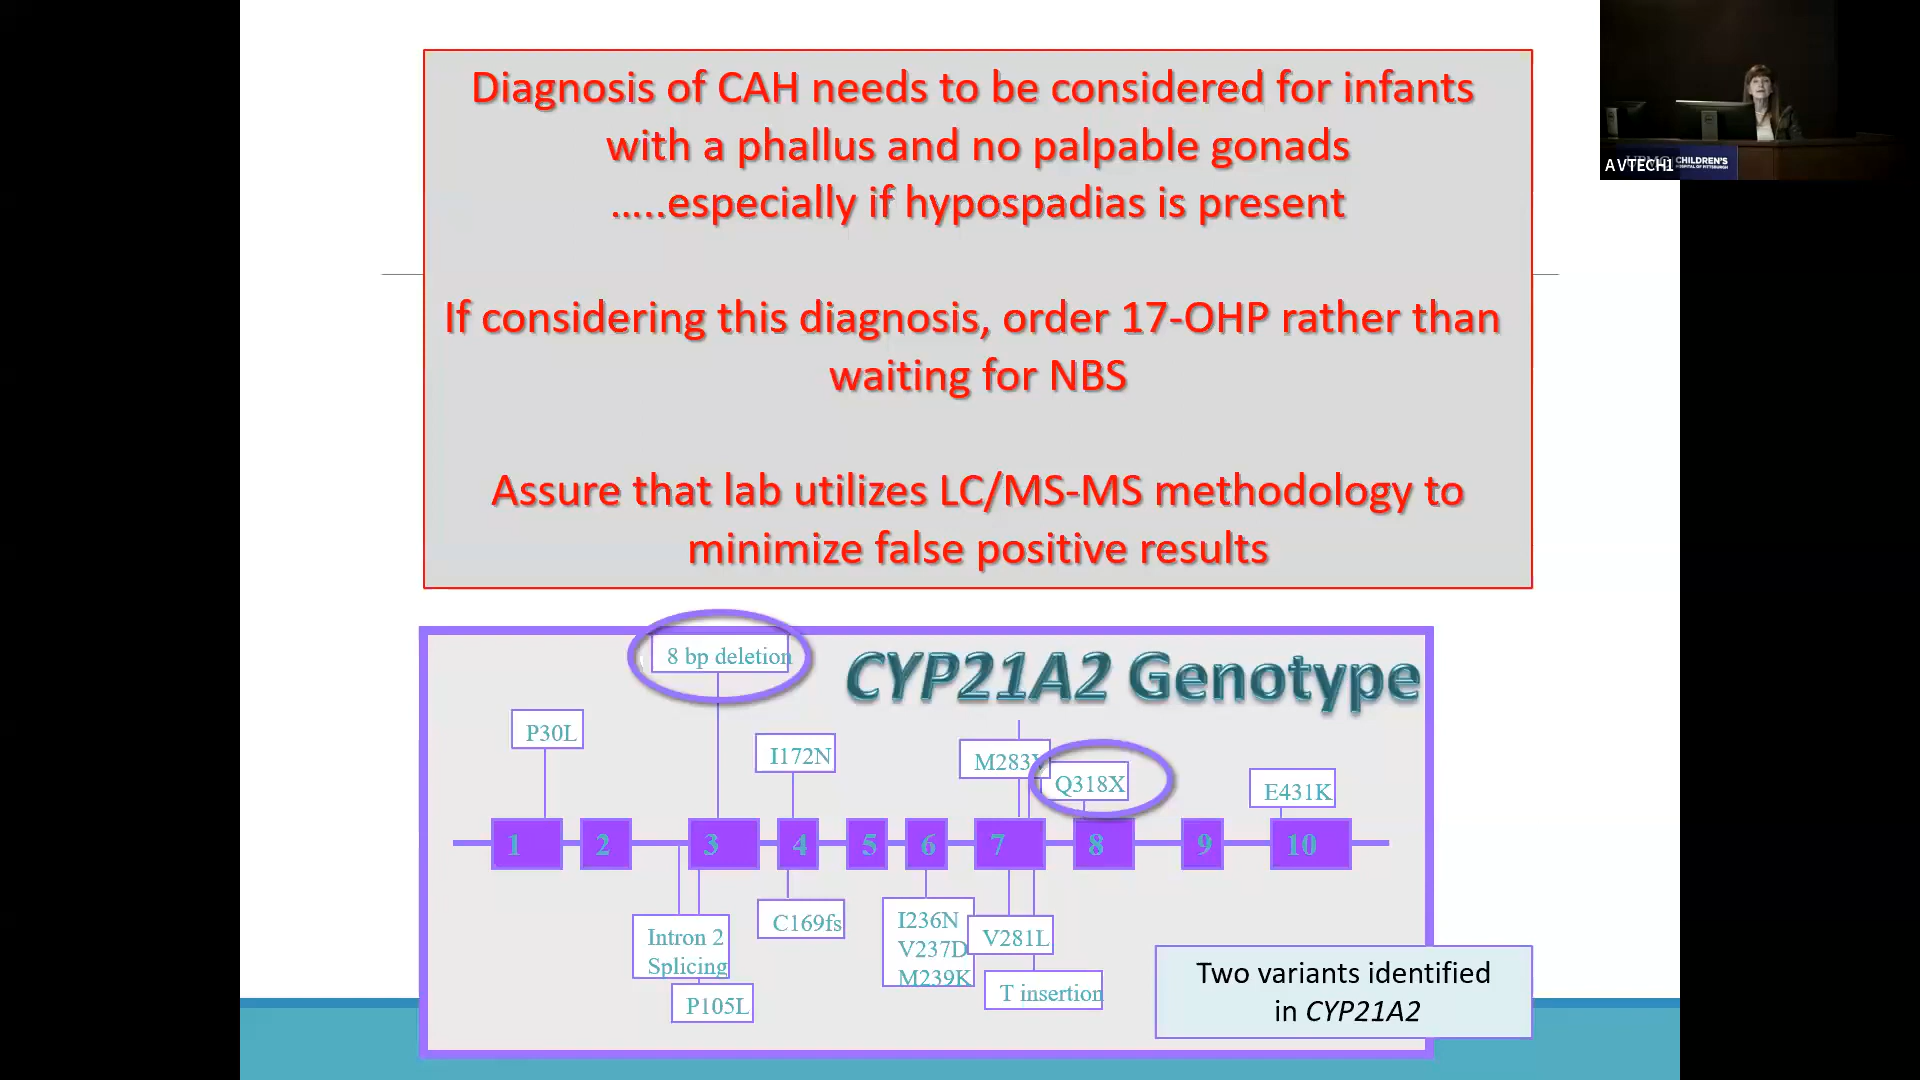 Diagnosis of CAH needs to be considered for infants
with a phallus and no palpable gonads
.....especially if hypospadias is present
If considering this diagnosis, order 17-OHP rather than
waiting for NBS
Assure that lab utilizes LC/MS-MS methodology to
minimize false positive results
AVTECH1
CHILDREN'S
8 bp deletion
CYP21A2 Genotype
P30L
I172N
Q318X
E431K
1 2 3 4 5 6 7 8 9 10
Intron 2
Splicing
P105L
C169fs
I236N
V237D
M239K
V281L
T insertion
Two variants identified
in CYP21A2